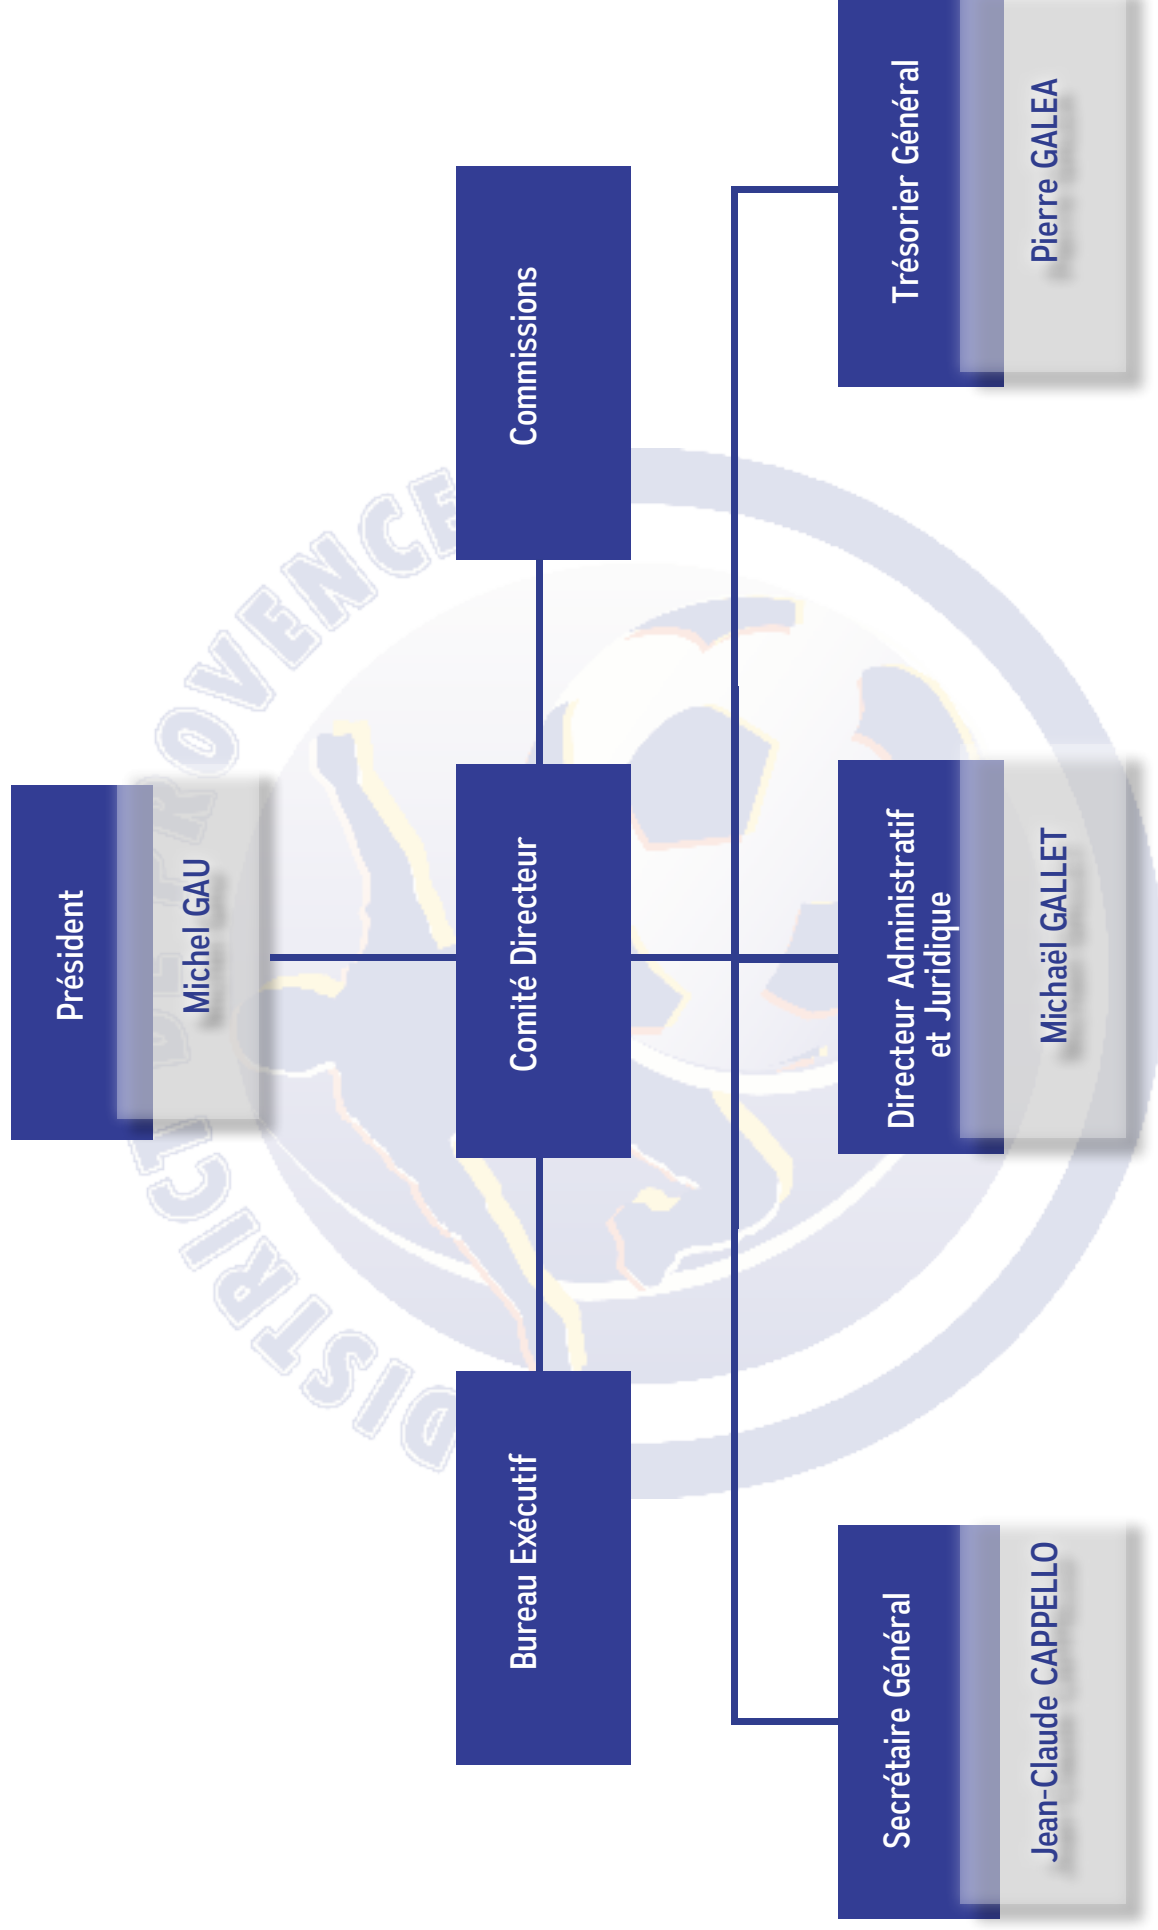 Président
Michel GAU
Bureau Exécutif
Comité Directeur
Commissions
Secrétaire Général
Jean-Claude CAPPELLO
Directeur Administratif
et Juridique
Michaël GALLET
Trésorier Général
Pierre GALEA
DISTRICT DE PROVENCE